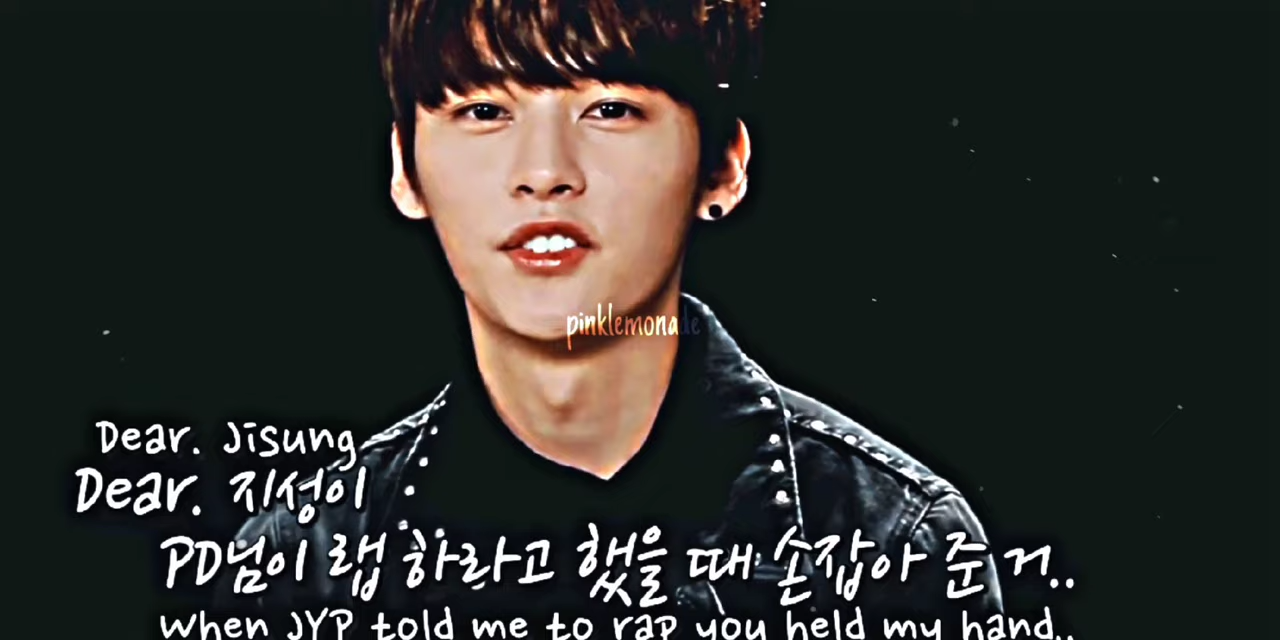 pinklemonade
Dear. Jisung
Dear. 지성이
PD님이 랩 하라고 했을 때 손잡아 준 거..
when JYP told me to rap you held my hand..